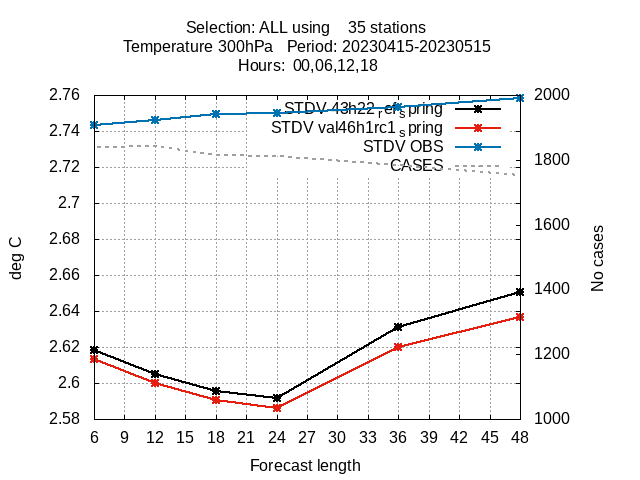 Selection: ALL using 35 stations
Temperature 300hPa Period: 20230415-20230515
Hours: 00,06,12,18
2.76
2.74
2.72
2.7
2.68
2.66
2.64
2.62
2.6
2.58
deg C
STDV 43h22refspring
STDV val46h1rc1spring
STDV OBS
CASES
2000
1800
1600
1400
1200
1000
No cases
6 9 12 15 18 21 24 27 30 33 36 39 42 45 48
Forecast length